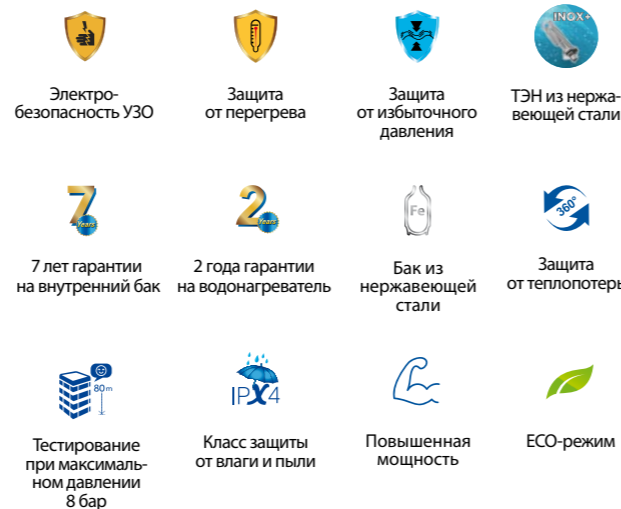 INOX+
Электро-
безопасность УЗО
Защита
от перегрева
Защита
от избыточного
давления
ТЭН из нержа-
веющей стали
7 Years
2 Years
Fe
360°
7 лет гарантии
на внутренний бак
2 года гарантии
на водонагреватель
Бак из
нержавеющей
стали
Защита
от теплопотерь
80m
IPX4
Тестирование
при максималь-
ном давлении
8 бар
Класс защиты
от влаги и пыли
Повышенная
мощность
ECO-режим